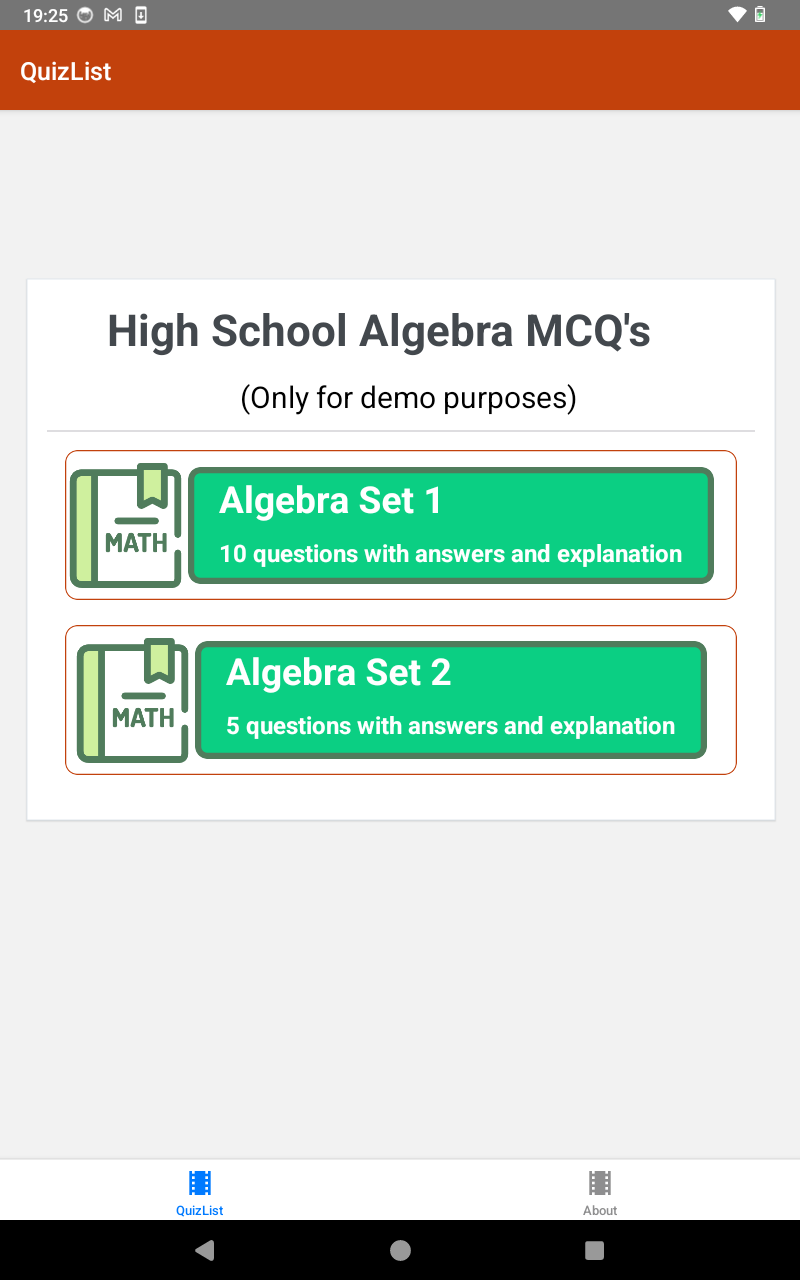 19:25
QuizList
High School Algebra MCQ's
(Only for demo purposes)
MATH
Algebra Set 1
10 questions with answers and explanation
MATH
Algebra Set 2
5 questions with answers and explanation
QuizList
About